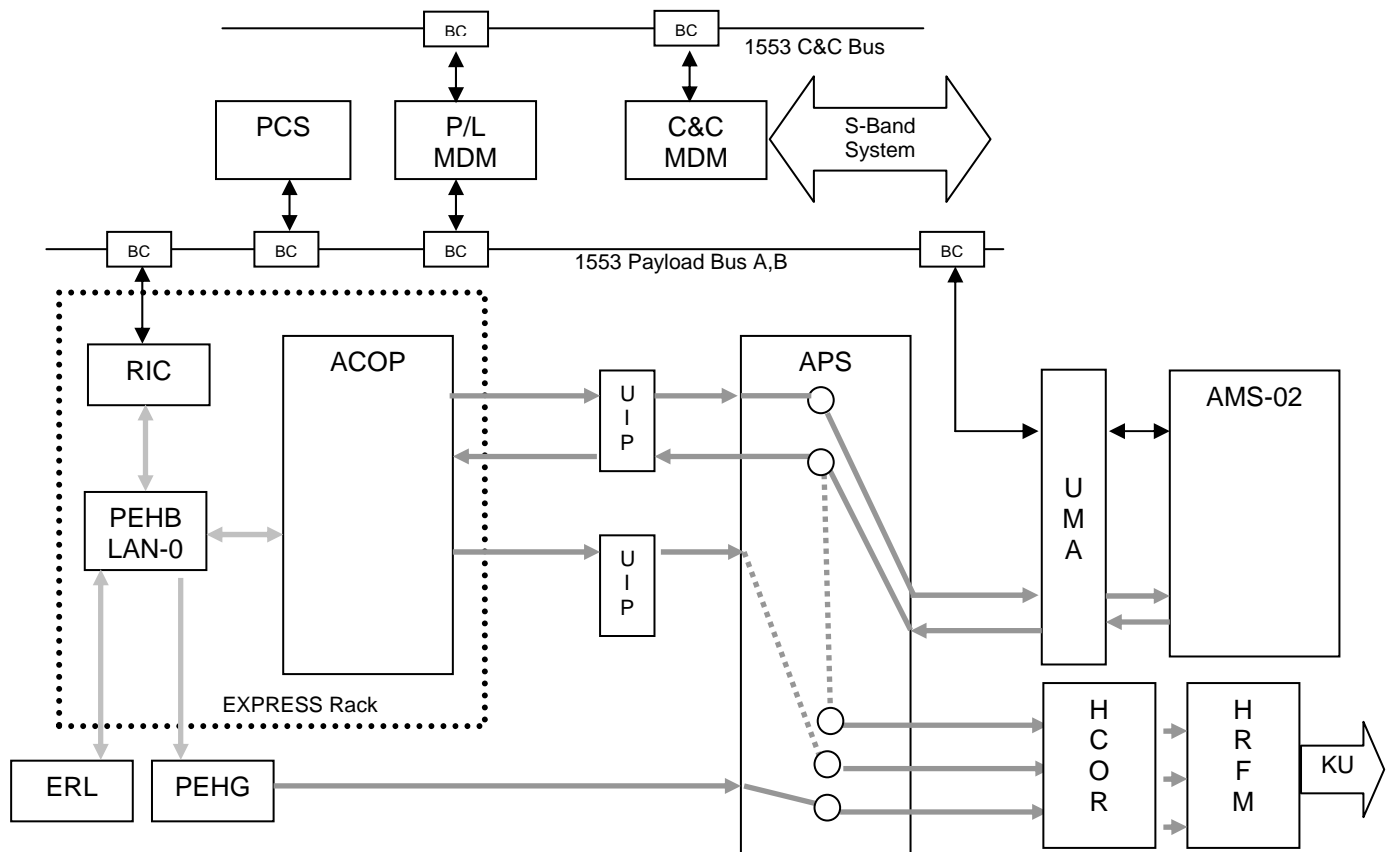 BC
BC
1553 C&C Bus
PCS
P/L
MDM
C&C
MDM
S-Band
System
BC
BC
BC
BC
1553 Payload Bus A,B
RIC
ACOP
U
I
P
APS
AMS-02
U
M
A
PEHB
LAN-0
U
I
P
EXPRESS Rack
ERL
PEHG
H
C
O
R
H
R
F
M
KU